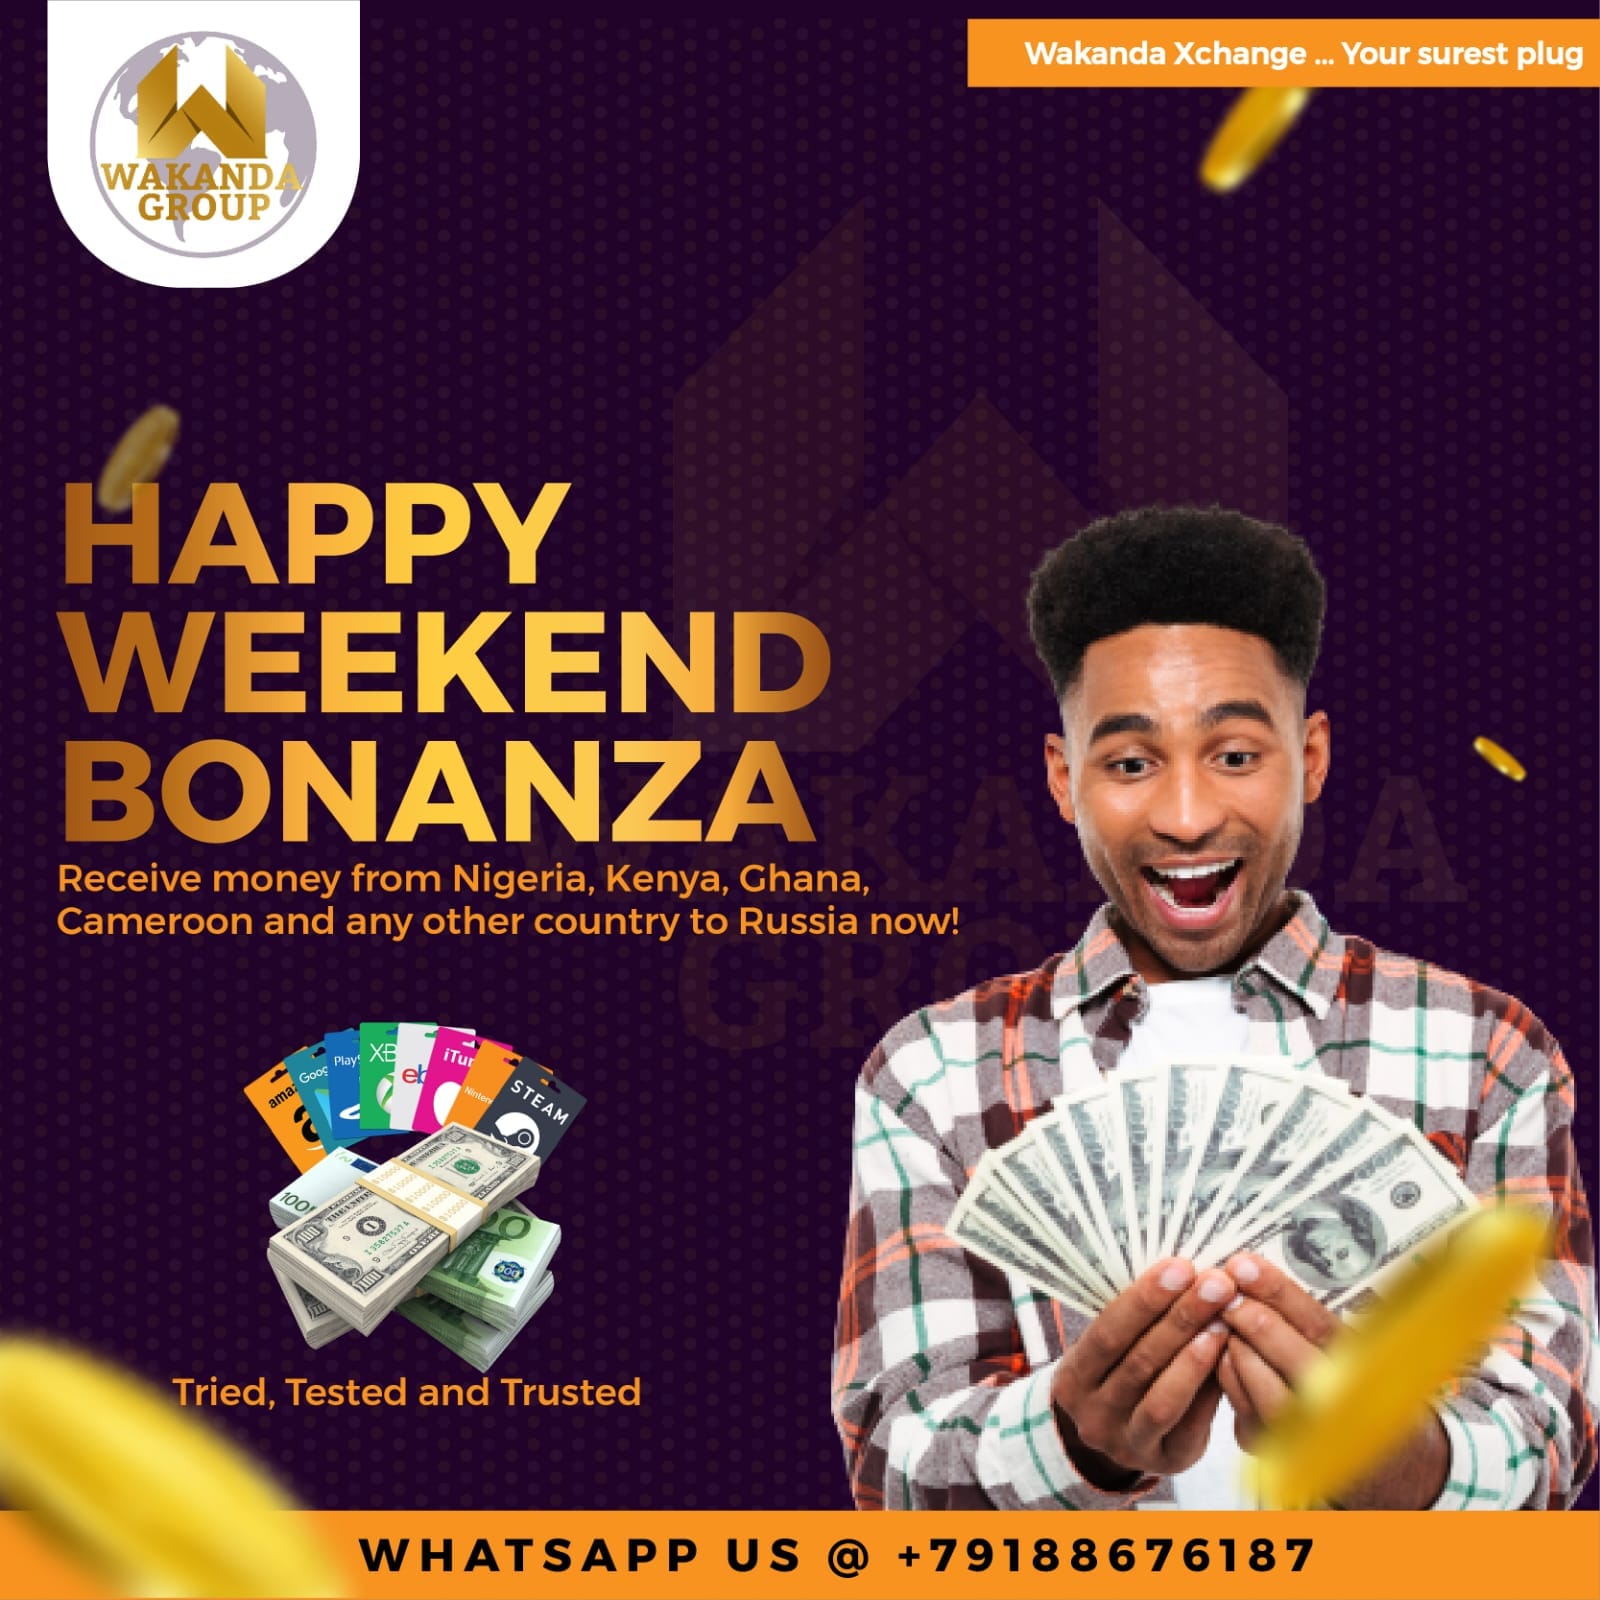 Wakanda Xchange ... Your surest plug
WAKANDA
GROUP
HAPPY
WEEKEND
BONANZA
Receive money from Nigeria, Kenya, Ghana,
Cameroon and any other country to Russia now!
STEAM
100
Tried, Tested and Trusted
WHATSAPP US @ +79188676187